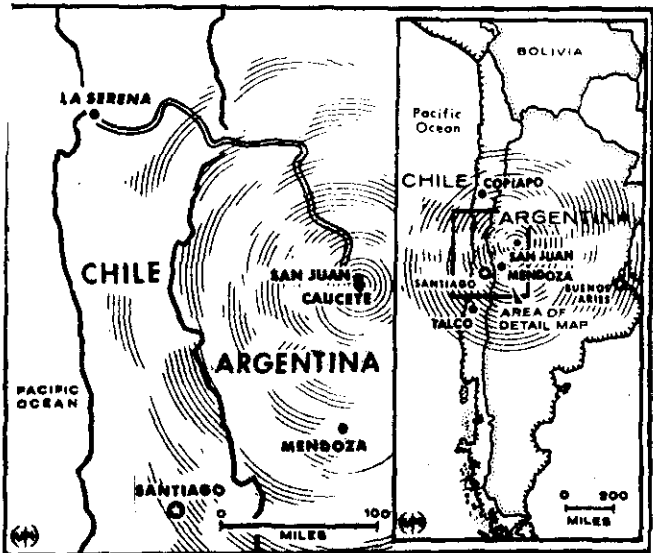 LA SERENA
CHILE
SAN JUAN
CAUCETE
ARGENTINA
PACIFIC
OCEAN
MENDOZA
SANTIAGO
0 100
MILES
BOLIVIA
Pacific
Ocean
CHILE
COPIAPO
ARGENTINA
SAN JUAN
MENDOZA
SANTIAGO
BUENOS
ARIES
TALCO
AREA OF
DETAIL MAP
0 200
MILES